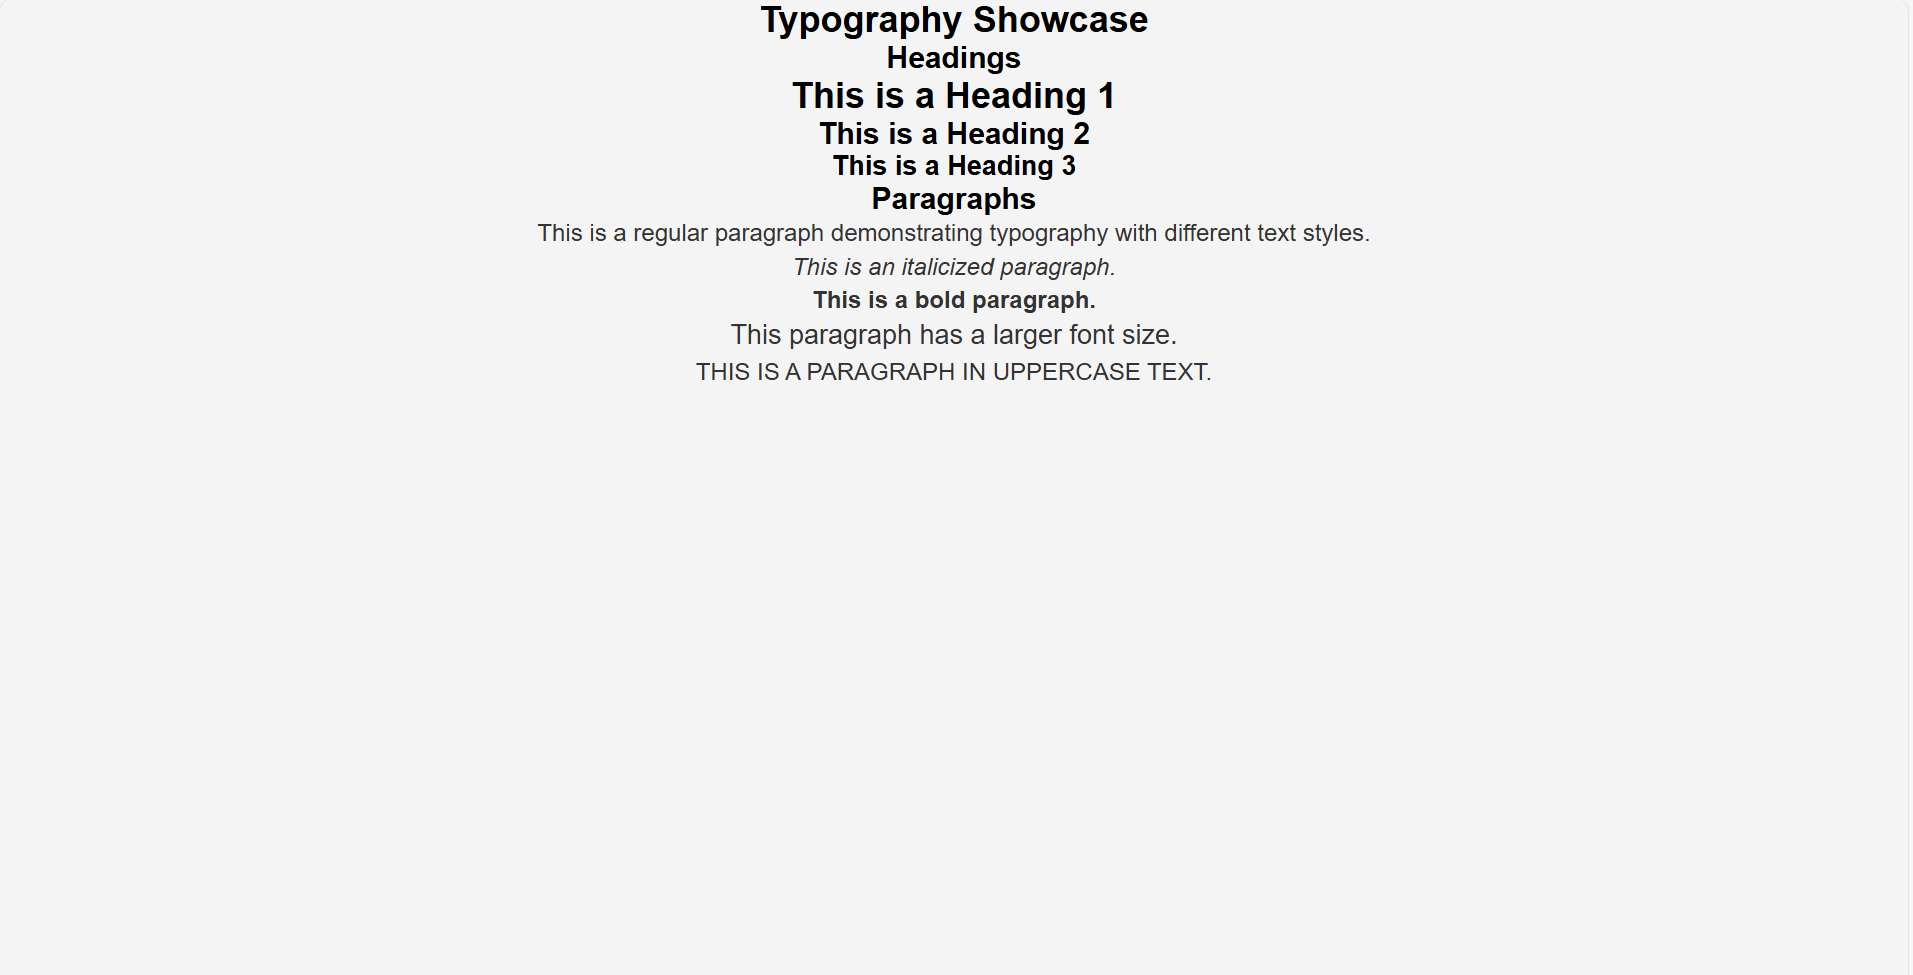 Typography Showcase
Headings
This is a Heading 1
This is a Heading 2
This is a Heading 3
Paragraphs
This is a regular paragraph demonstrating typography with different text styles.
This is an italicized paragraph.
This is a bold paragraph.
This paragraph has a larger font size.
THIS IS A PARAGRAPH IN UPPERCASE TEXT.